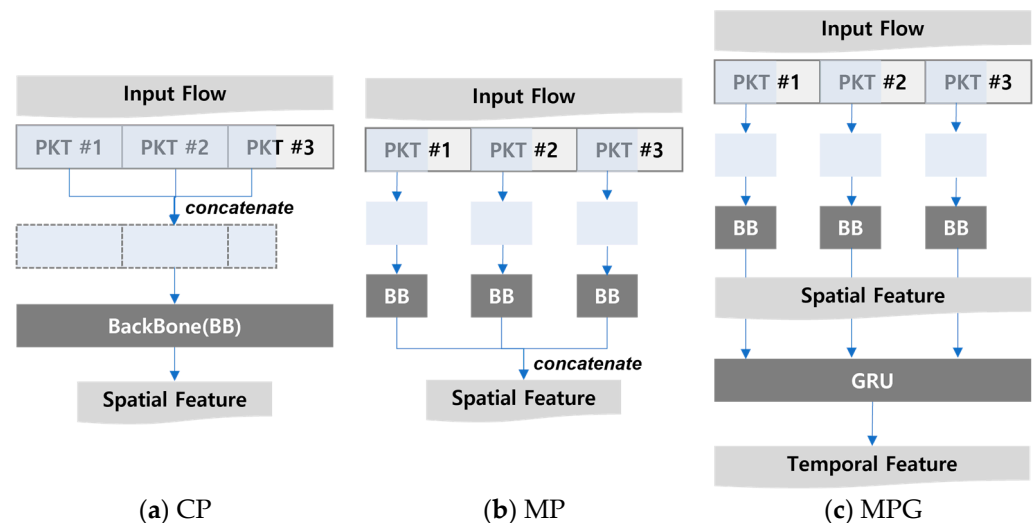 Input Flow
PKT #1 PKT #2 PKT #3
concatenate
BackBone(BB)
Spatial Feature
(a) CP
Input Flow
PKT #1 PKT #2 PKT #3
BB BB BB
concatenate
Spatial Feature
(b) MP
Input Flow
PKT #1 PKT #2 PKT #3
BB BB BB
Spatial Feature
GRU
Temporal Feature
(c) MPG